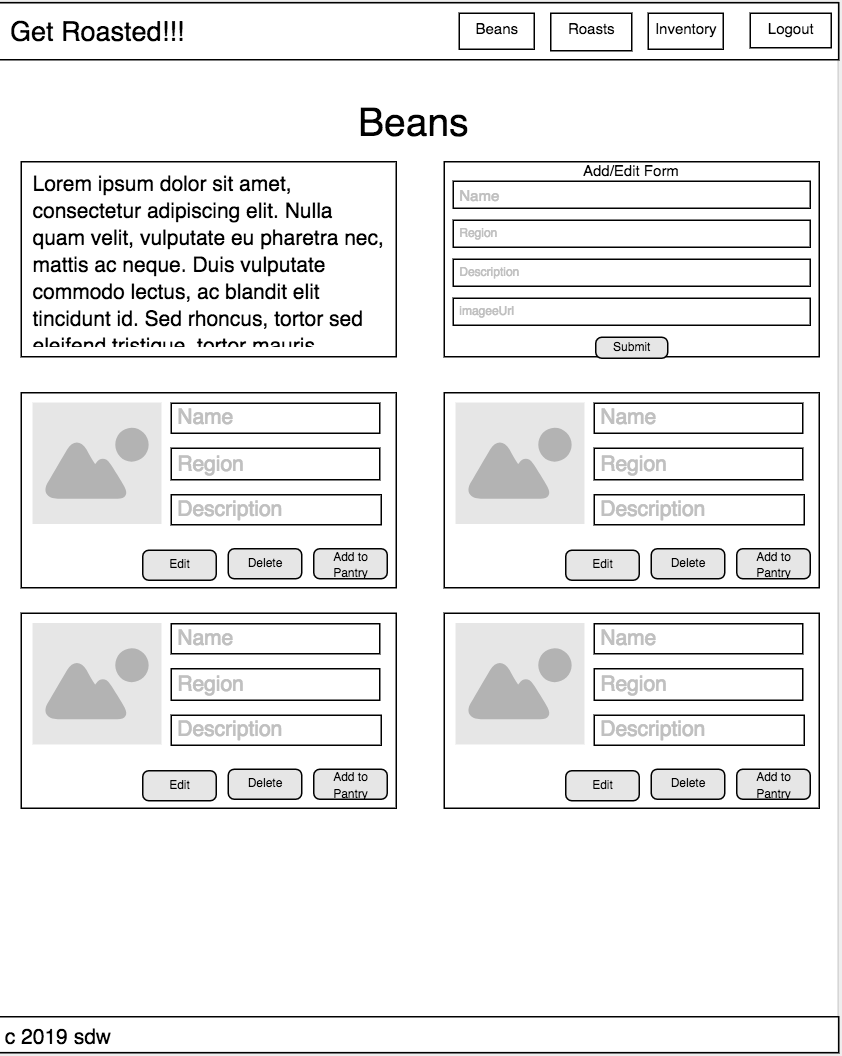 Get Roasted!!!
Beans
Roasts
Inventory
Logout
Beans
Lorem ipsum dolor sit amet,
consectetur adipiscing elit. Nulla
quam velit, vulputate eu pharetra nec,
mattis ac neque. Duis vulputate
commodo lectus, ac blandit elit
tincidunt id. Sed rhoncus, tortor sed
eleifend tristique, tortor mauris
Add/Edit Form
Name
Region
Description
imageeUrl
Submit
Name
Region
Description
Edit
Delete
Add to
Pantry
Name
Region
Description
Edit
Delete
Add to
Pantry
Name
Region
Description
Edit
Delete
Add to
Pantry
Name
Region
Description
Edit
Delete
Add to
Pantry
c 2019 sdw